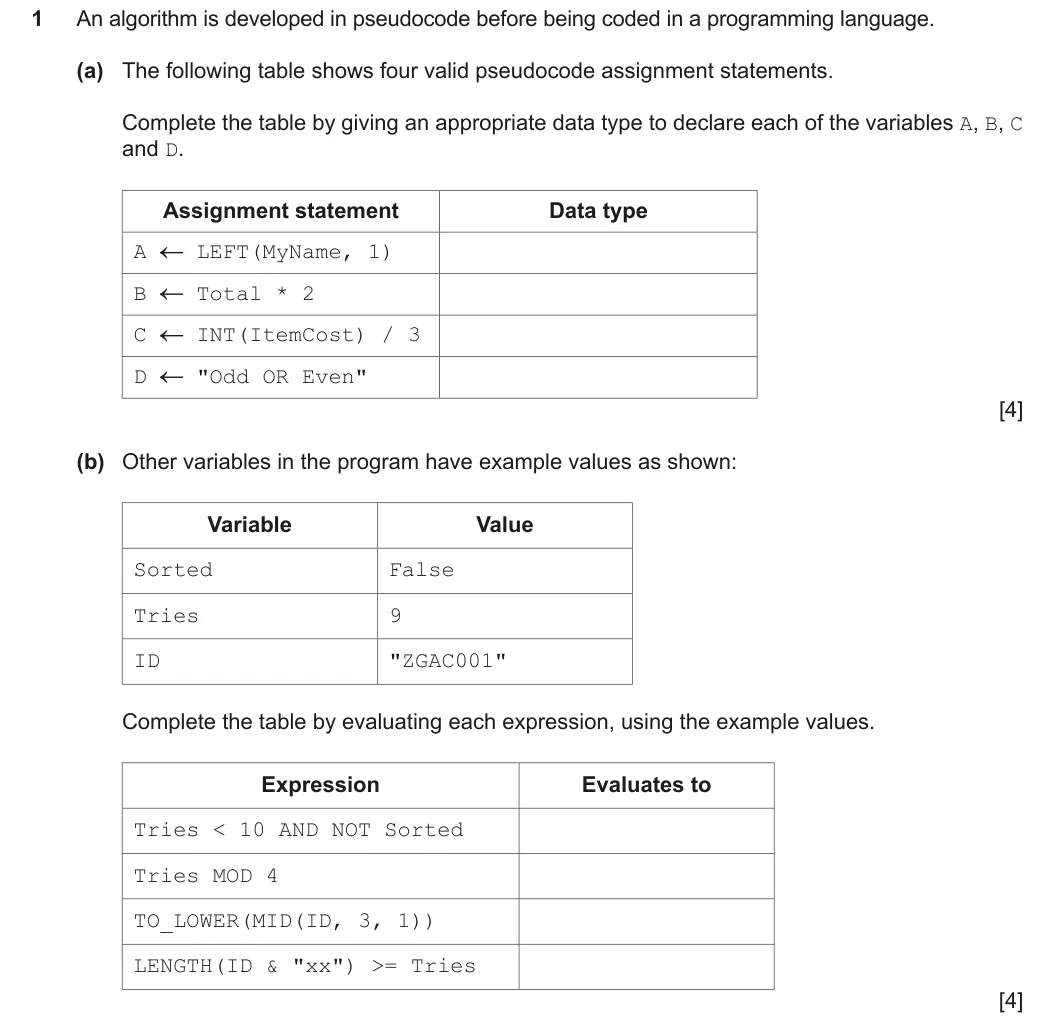 1 An algorithm is developed in pseudocode before being coded in a programming language.
(a) The following table shows four valid pseudocode assignment statements.
Complete the table by giving an appropriate data type to declare each of the variables A, B, C
and D.
Assignment statement Data type
A ← LEFT(MyName, 1)
B ← Total * 2
C ← INT(ItemCost) / 3
D ← "Odd OR Even"
[4]
(b) Other variables in the program have example values as shown:
Variable Value
Sorted False
Tries 9
ID "ZGAC001"
Complete the table by evaluating each expression, using the example values.
Expression Evaluates to
Tries < 10 AND NOT Sorted
Tries MOD 4
TO_LOWER(MID(ID, 3, 1))
LENGTH(ID & "xx") >= Tries
[4]